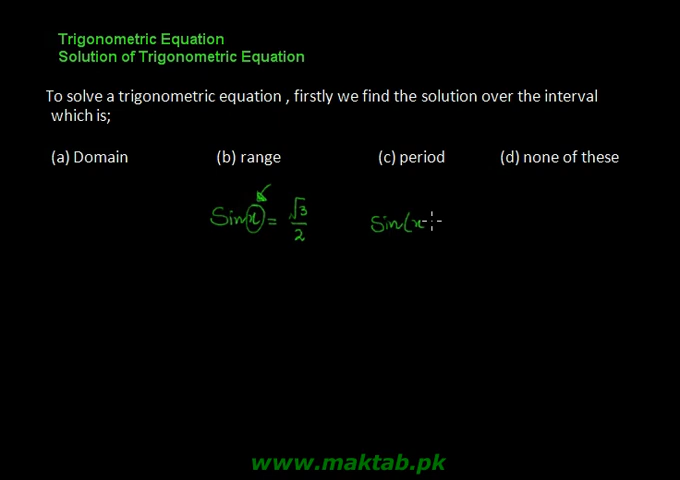 Trigonometric Equation
Solution of Trigonometric Equation
To solve a trigonometric equation , firstly we find the solution over the interval
which is;
(a) Domain (b) range (c) period (d) none of these
Sin(x) = √3/2 Sin(x
www.maktab.pk